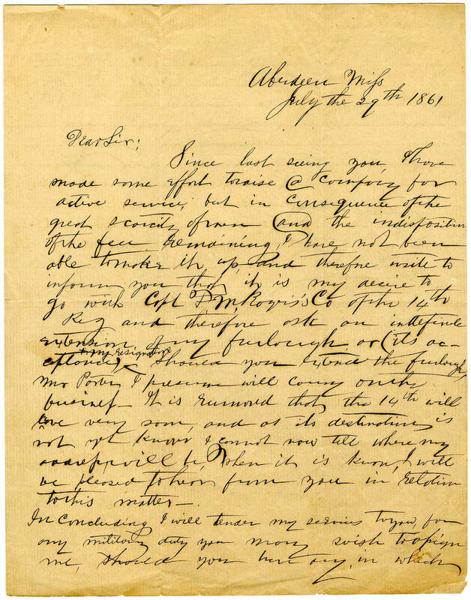 Aberdeen Miss
July the 29th 1861
Dear Sir;
Since last seeing you, I have
made some effort to raise a company for
active service, but in consequence of the
great scarcity of men and the indisposition
of the few remaining, I have not been
able to make it up and therefore write to
inform you that it is my desire to
go with Capt F M Rogers's Co of the 14th
Reg and therefore ask an indefinite
extension of my furlough or its ac-
of my resignation
ceptance, Should you extend the furlough
Mr Porter I presume will carry on the
business. It is rumored that the 14th will
very soon, and as its destination is
not yet known I cannot now tell where my
address will be, When it is known, I will
be pleased to hear from you in relation
to this matter—
In Concluding I will tender my services to you, for
any military duty you may wish to assign
me, should you have any, in which